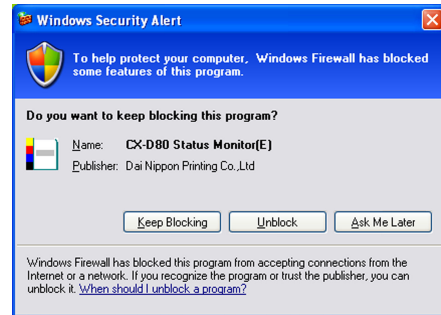 Windows Security Alert
To help protect your computer, Windows Firewall has blocked
some features of this program.
Do you want to keep blocking this program?
Name: CX-D80 Status Monitor(E)
Publisher: Dai Nippon Printing Co.,Ltd
Keep Blocking Unblock Ask Me Later
Windows Firewall has blocked this program from accepting connections from the
Internet or a network. If you recognize the program or trust the publisher, you can
unblock it. When should I unblock a program?